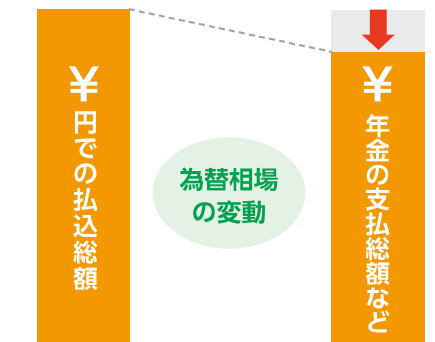 ¥
円での払込総額
為替相場
の変動
¥
年金の支払総額など